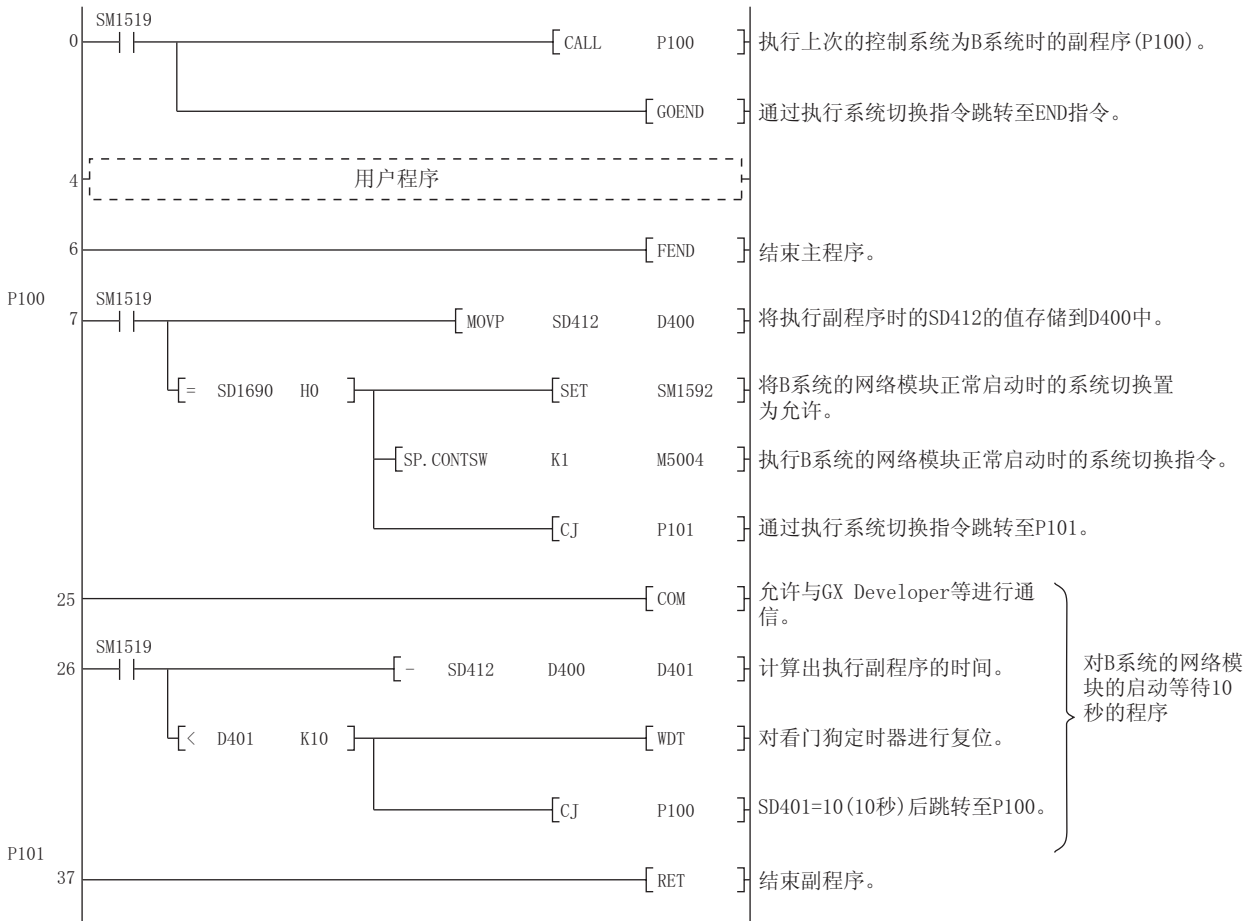 SM1519
0 CALL P100 执行上次的控制系统为B系统时的副程序(P100)。
GOEND 通过执行系统切换指令跳转至END指令。
4 用户程序
6 FEND 结束主程序。
P100 SM1519
7 MOVP SD412 D400 将执行副程序时的SD412的值存储到D400中。
= SD1690 H0 SET SM1592 将B系统的网络模块正常启动时的系统切换置
为允许。
SP.CONTSW K1 M5004 执行B系统的网络模块正常启动时的系统切换指令。
CJ P101 通过执行系统切换指令跳转至P101。
25 COM 允许与GX Developer等进行通
信。
SM1519
26 - SD412 D400 D401 计算出执行副程序的时间。
< D401 K10 WDT 对看门狗定时器进行复位。
CJ P100 SD401=10(10秒)后跳转至P100。
对B系统的网络模
块的启动等待10
秒的程序
P101
37 RET 结束副程序。